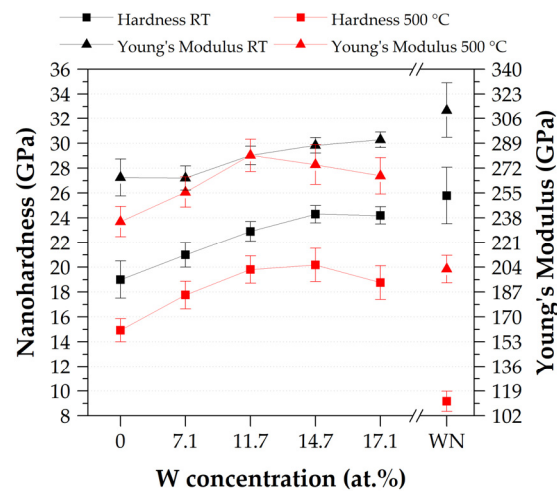 Hardness RT Hardness 500 °C
Young's Modulus RT Young's Modulus 500 °C
36 340
34 323
32 306
30 289
28 272
26 255
24 238
22 221
20 204
18 187
16 170
14 153
12 136
10 119
8 102
Nanohardness (GPa)
Young's Modulus (GPa)
0 7.1 11.7 14.7 17.1 WN
W concentration (at.%)